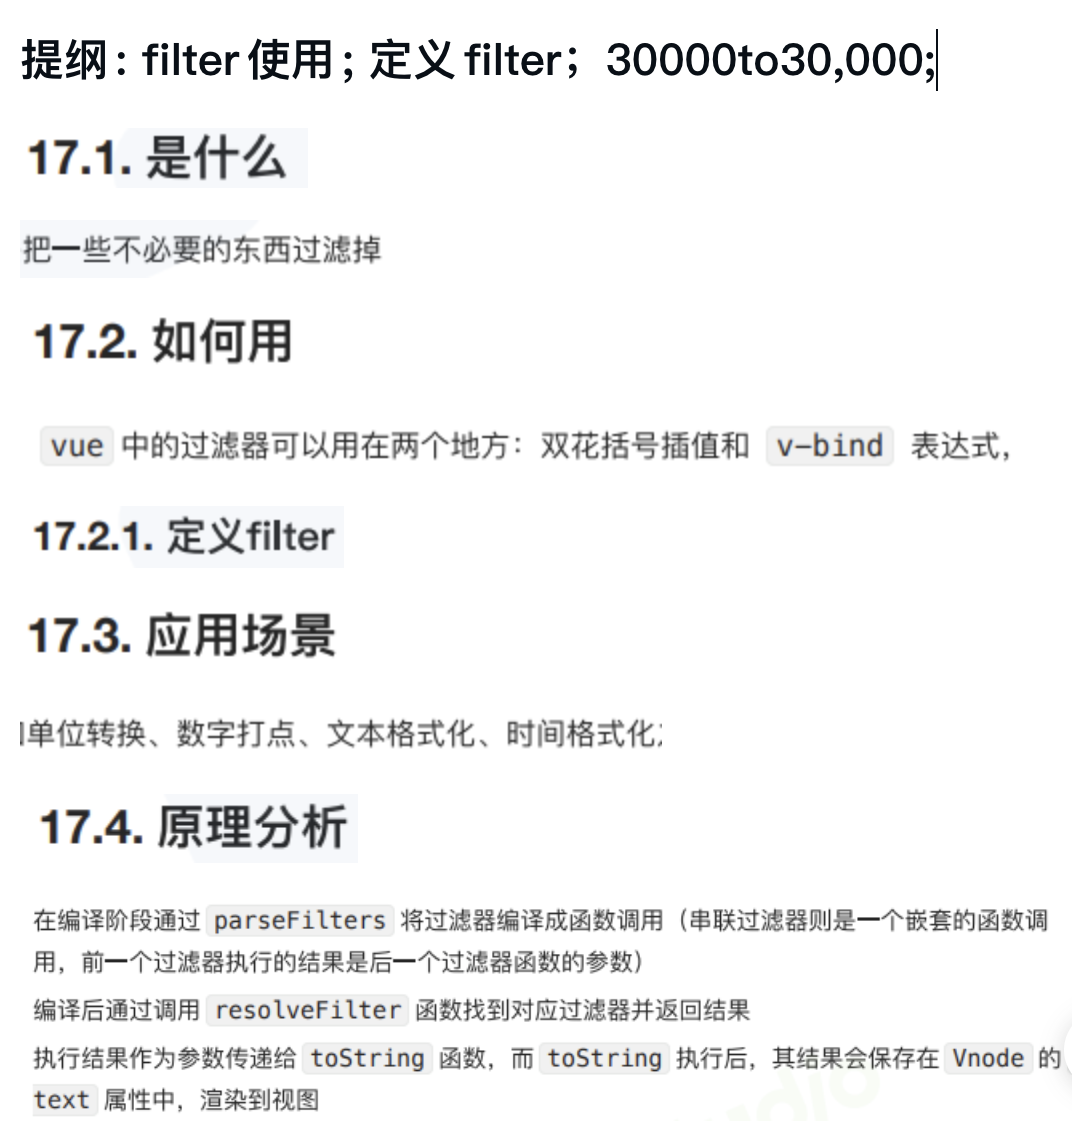 提纲: filter 使用; 定义 filter；30000to30,000;
17.1. 是什么
把一些不必要的东西过滤掉
17.2. 如何用
vue 中的过滤器可以用在两个地方：双花括号插值和 v-bind 表达式，
17.2.1. 定义filter
17.3. 应用场景
单位转换、数字打点、文本格式化、时间格式化
17.4. 原理分析
在编译阶段通过 parseFilters 将过滤器编译成函数调用（串联过滤器则是一个嵌套的函数调
用，前一个过滤器执行的结果是后一个过滤器函数的参数）
编译后通过调用 resolveFilter 函数找到对应过滤器并返回结果
执行结果作为参数传递给 toString 函数，而 toString 执行后，其结果会保存在 Vnode 的
text 属性中，渲染到视图